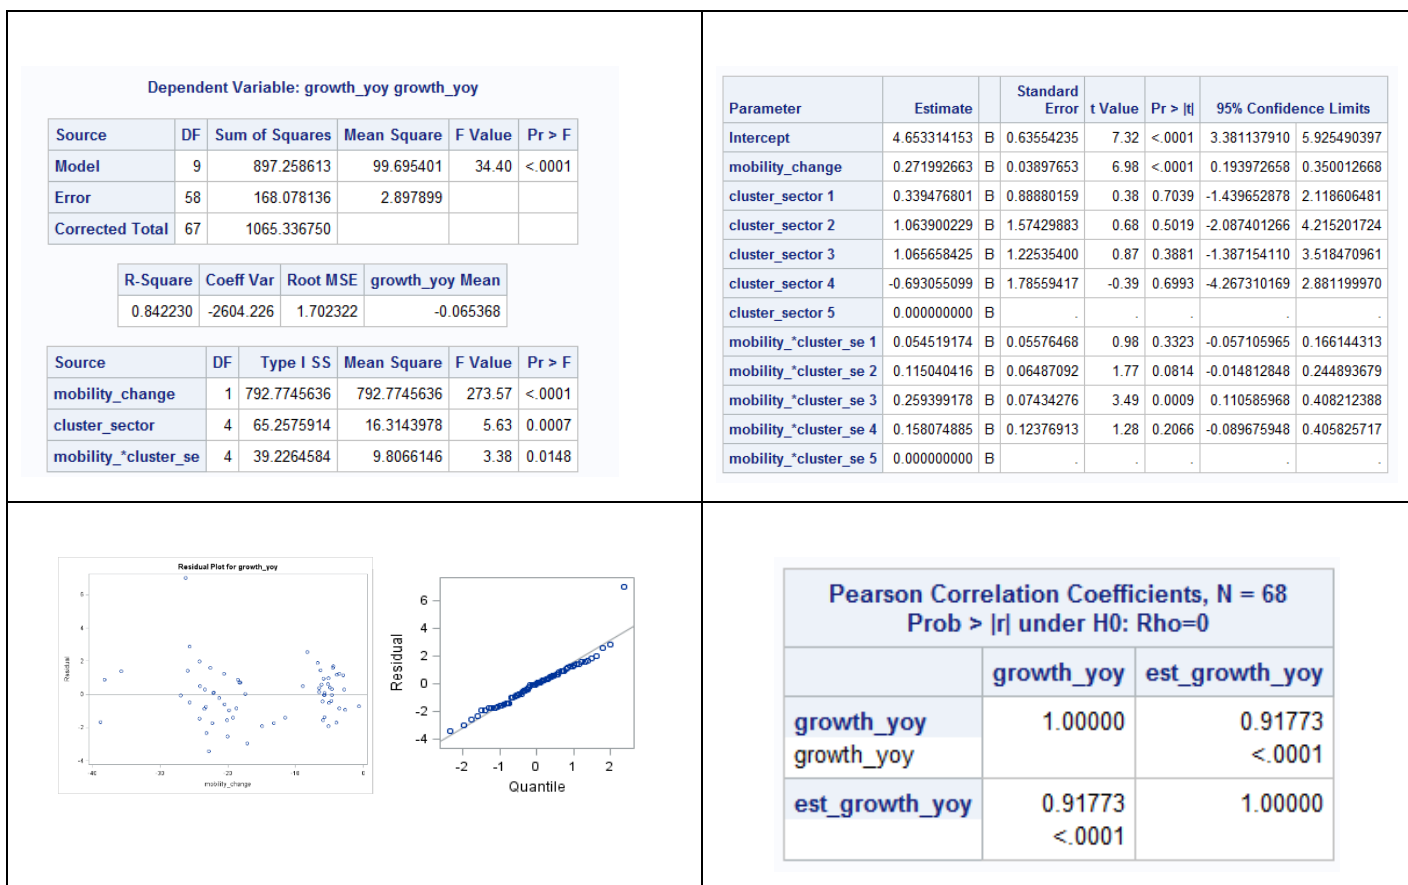 Dependent Variable: growth_yoy growth_yoy
Source DF Sum of Squares Mean Square F Value Pr > F
Model 9 897.258613 99.695401 34.40 <.0001
Error 58 168.078136 2.897899
Corrected Total 67 1065.336750
R-Square Coeff Var Root MSE growth_yoy Mean
0.842230 -2604.226 1.702322 -0.065368
Source DF Type I SS Mean Square F Value Pr > F
mobility_change 1 792.7745636 792.7745636 273.57 <.0001
cluster_sector 4 65.2575914 16.3143978 5.63 0.0007
mobility_*cluster_se 4 39.2264584 9.8066146 3.38 0.0148
Standard
Parameter Estimate Error t Value Pr > |t| 95% Confidence Limits
Intercept 4.653314153 B 0.63554235 7.32 <.0001 3.381137910 5.925490397
mobility_change 0.271992663 B 0.03897653 6.98 <.0001 0.193972658 0.350012668
cluster_sector 1 0.339476801 B 0.88880159 0.38 0.7039 -1.439652878 2.118606481
cluster_sector 2 1.063900229 B 1.57429883 0.68 0.5019 -2.087401266 4.215201724
cluster_sector 3 1.065658425 B 1.22535400 0.87 0.3881 -1.387154110 3.518470961
cluster_sector 4 -0.693055099 B 1.78559417 -0.39 0.6993 -4.267310169 2.881199970
cluster_sector 5 0.000000000 B . . . . .
mobility_*cluster_se 1 0.054519174 B 0.05576468 0.98 0.3323 -0.057105965 0.166144313
mobility_*cluster_se 2 0.115040416 B 0.06487092 1.77 0.0814 -0.014812848 0.244893679
mobility_*cluster_se 3 0.259399178 B 0.07434276 3.49 0.0009 0.110585968 0.408212388
mobility_*cluster_se 4 0.158074885 B 0.12376913 1.28 0.2066 -0.089675948 0.405825717
mobility_*cluster_se 5 0.000000000 B . . . . .
Residual Plot for growth_yoy
Residual
6
4
2
0
-2
-4
-40 -30 -20 -10 0
mobility_change
Residual
6
4
2
0
-2
-4
-2 -1 0 1 2
Quantile
Pearson Correlation Coefficients, N = 68
Prob > |r| under H0: Rho=0
growth_yoy est_growth_yoy
growth_yoy 1.00000 0.91773
growth_yoy <.0001
est_growth_yoy 0.91773 1.00000
<.0001